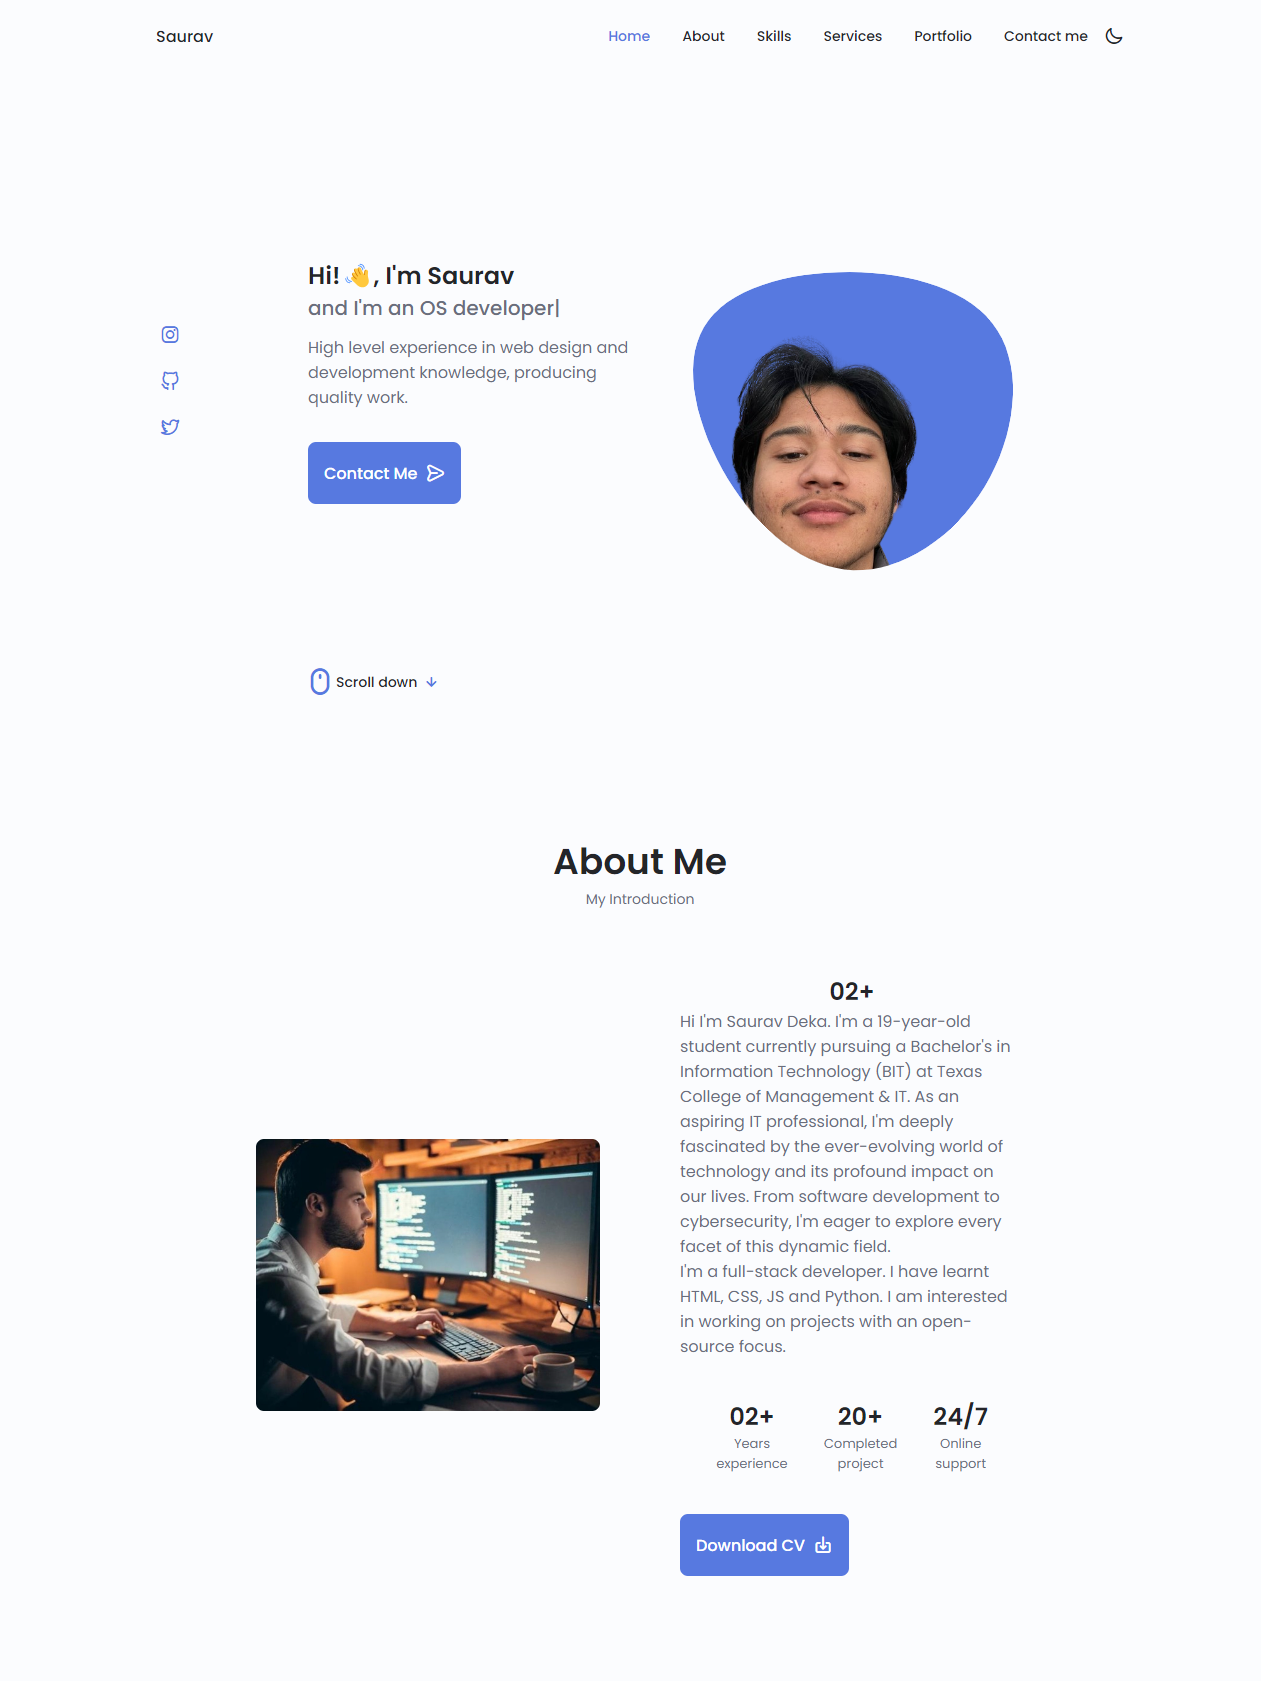 Saurav
Home About Skills Services Portfolio Contact me
Hi! 👋, I'm Saurav
and I'm an OS developer|
High level experience in web design and
development knowledge, producing
quality work.
Contact Me
Scroll down
About Me
My Introduction
02+
Hi I'm Saurav Deka. I'm a 19-year-old
student currently pursuing a Bachelor's in
Information Technology (BIT) at Texas
College of Management & IT. As an
aspiring IT professional, I'm deeply
fascinated by the ever-evolving world of
technology and its profound impact on
our lives. From software development to
cybersecurity, I'm eager to explore every
facet of this dynamic field.
I'm a full-stack developer. I have learnt
HTML, CSS, JS and Python. I am interested
in working on projects with an open-
source focus.
02+ 20+ 24/7
Years Completed Online
experience project support
Download CV